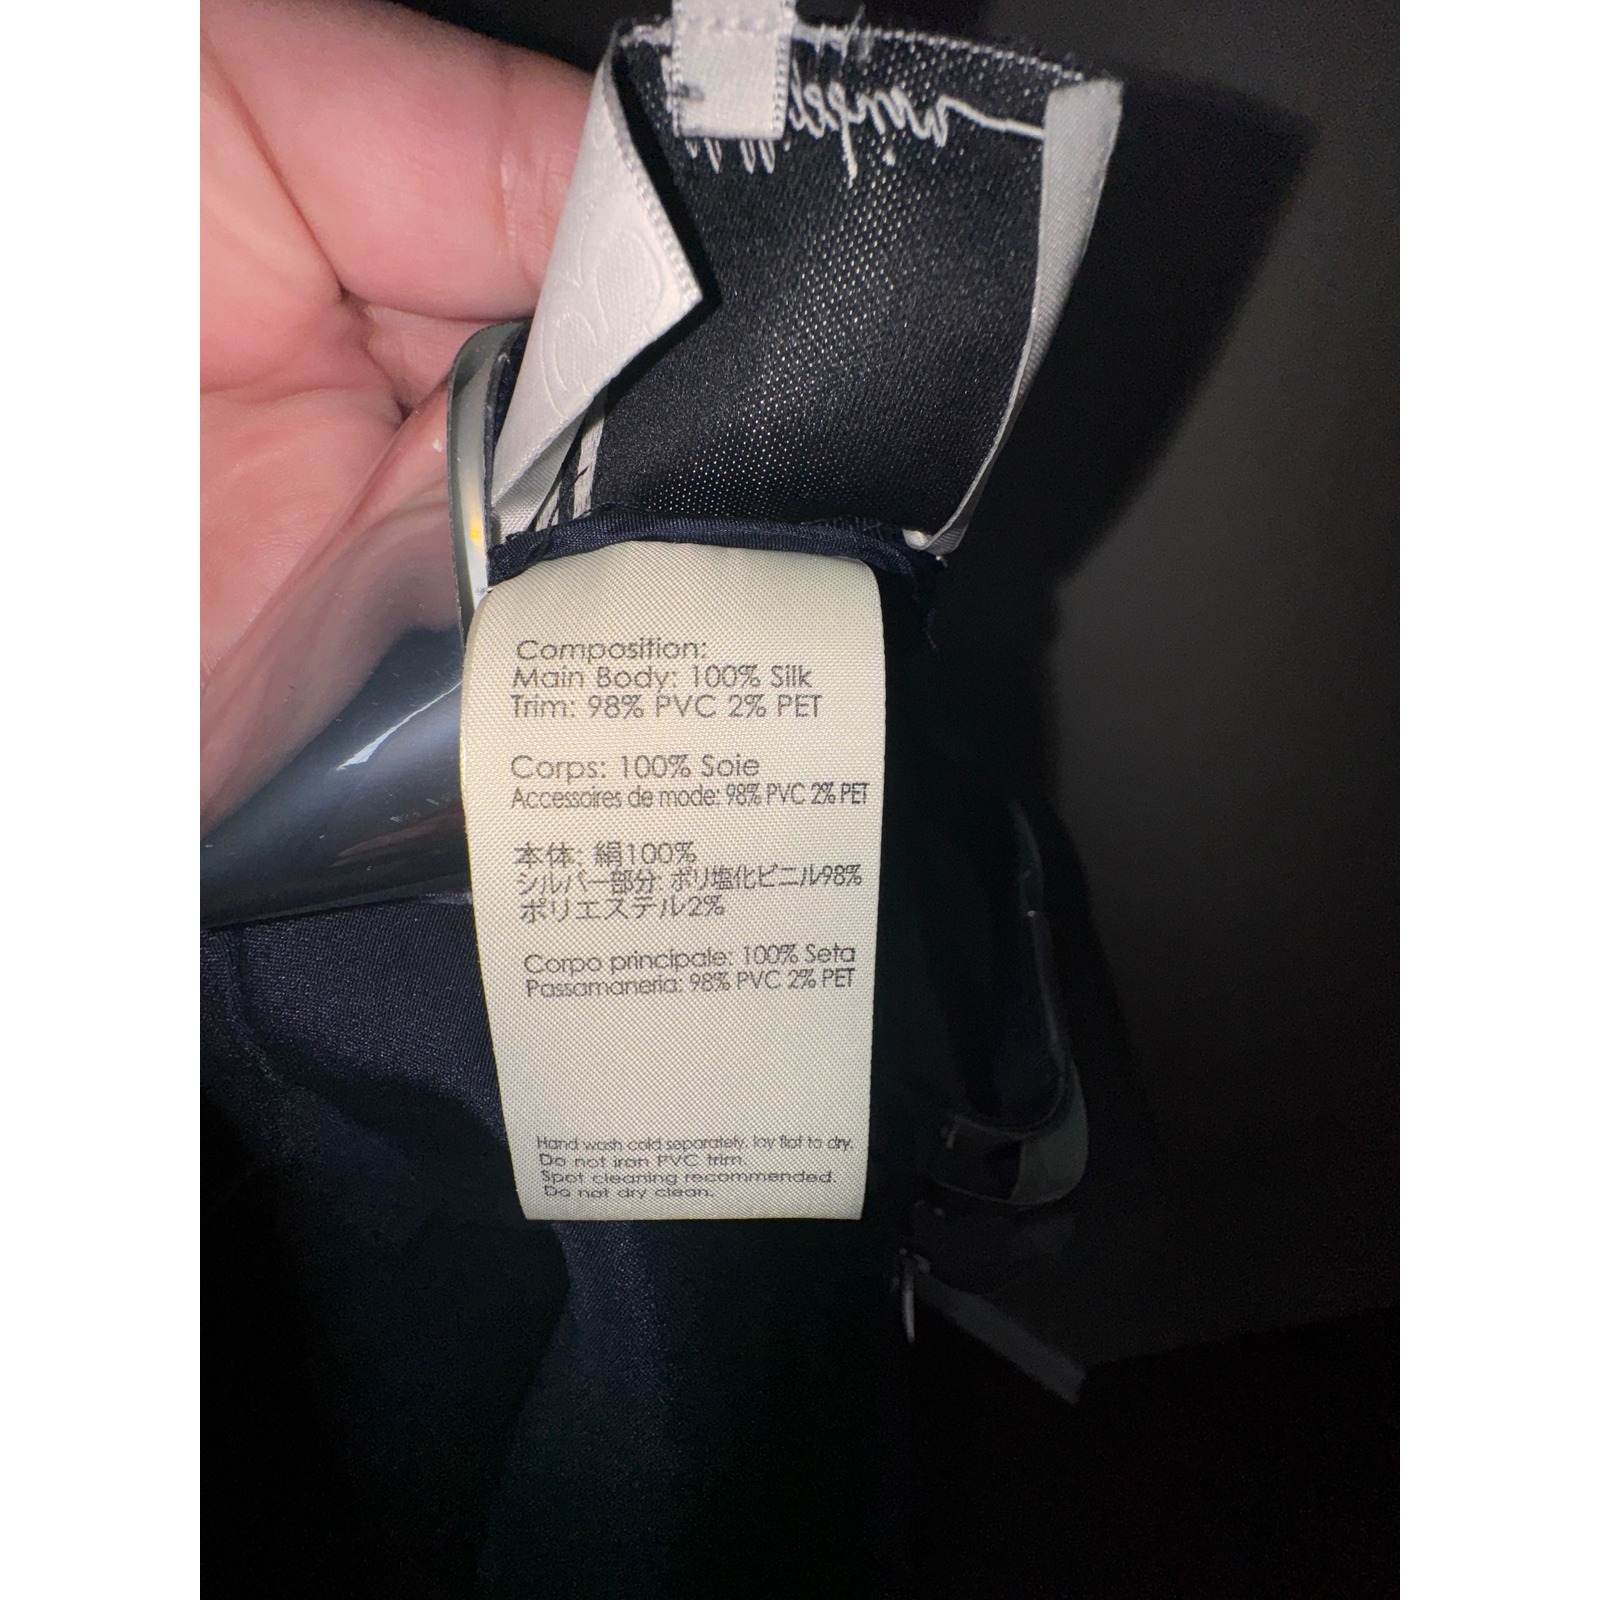 Composition:
Main Body: 100% Silk
Trim: 98% PVC 2% PET
Corps: 100% Soie
Accessoires de mode: 98% PVC 2% PET
本体: 絹100%
シルバー部分: ポリ塩化ビニル98%
ポリエステル2%
Corpo principale: 100% Seta
Passamaneria: 98% PVC 2% PET
Hand wash cold separately, lay flat to dry.
Do not iron PVC trim.
Spot cleaning recommended.
Do not dry clean.